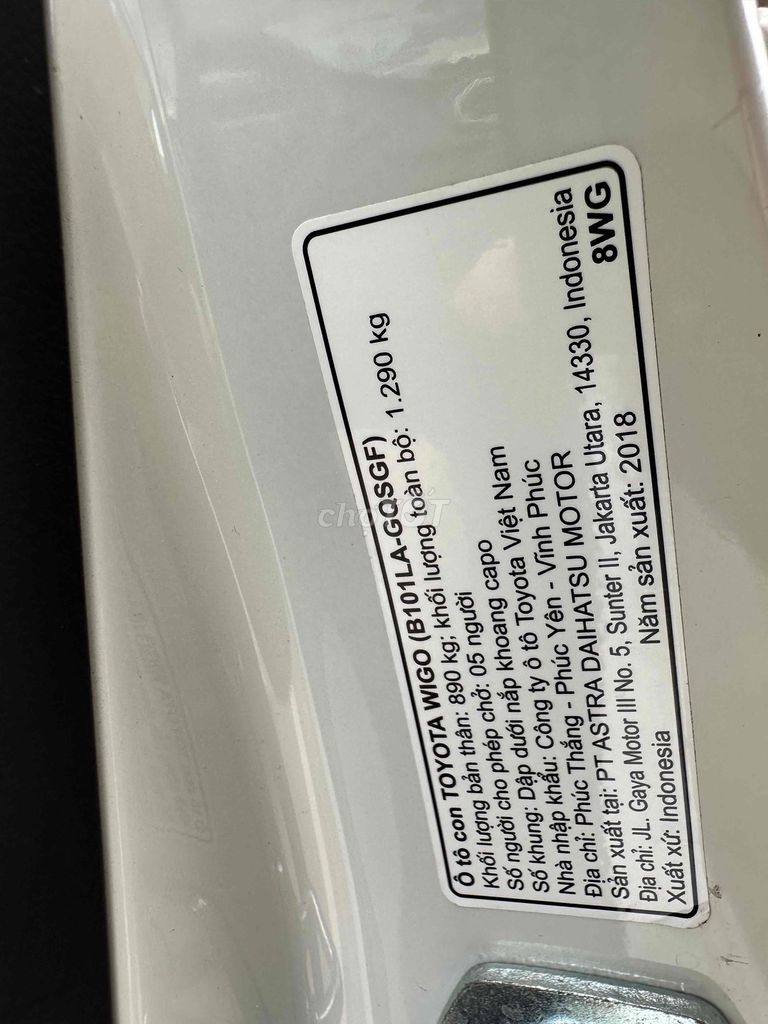 Ô tô con TOYOTA WIGO (B101LA-GQSGF)
Khối lượng bản thân: 890 kg; khối lượng toàn bộ: 1.290 kg
Số người cho phép chở: 05 người
Số khung: Dập dưới nắp khoang capo
Nhà nhập khẩu: Công ty ô tô Toyota Việt Nam
Địa chỉ: Phúc Thắng - Phúc Yên - Vĩnh Phúc
Sản xuất tại: PT ASTRA DAIHATSU MOTOR
Địa chỉ: JL. Gaya Motor III No. 5, Sunter II, Jakarta Utara, 14330, Indonesia
Xuất xứ: Indonesia Năm sản xuất: 2018 8WG
chợTỐT